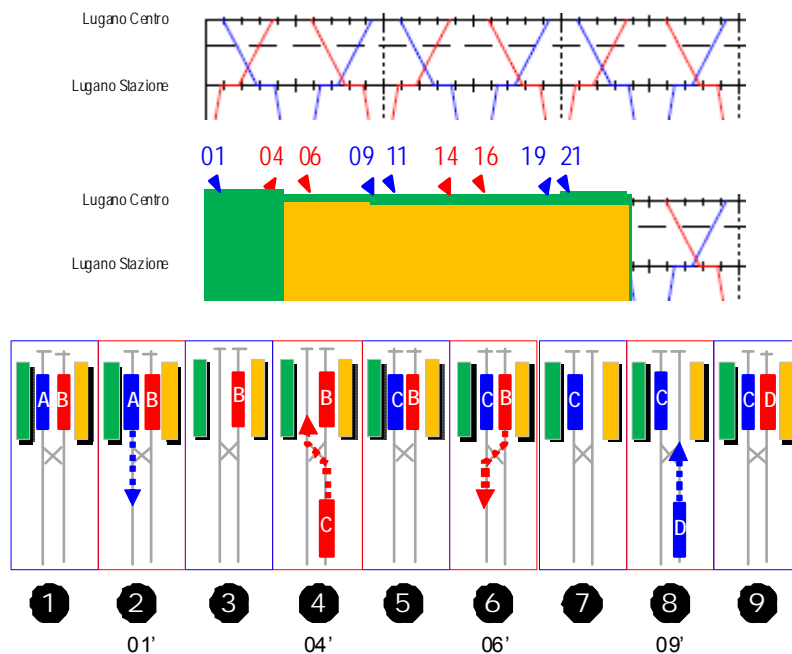 Lugano Centro
Lugano Stazione
01 04 06 09 11 14 16 19 21
Lugano Centro
Lugano Stazione
A B A B B B C B C B C C C D
C D
1 2 3 4 5 6 7 8 9
01’ 04’ 06’ 09’